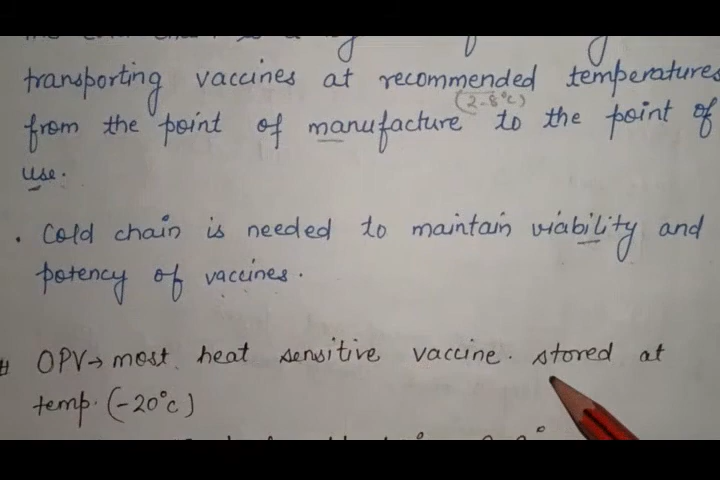 transporting vaccines at recommended temperatures
(2-8°c)
from the point of manufacture to the point of
use.
. Cold chain is needed to maintain viability and
potency of vaccines.
# OPV→ most heat sensitive vaccine. stored at
temp. (-20°c)